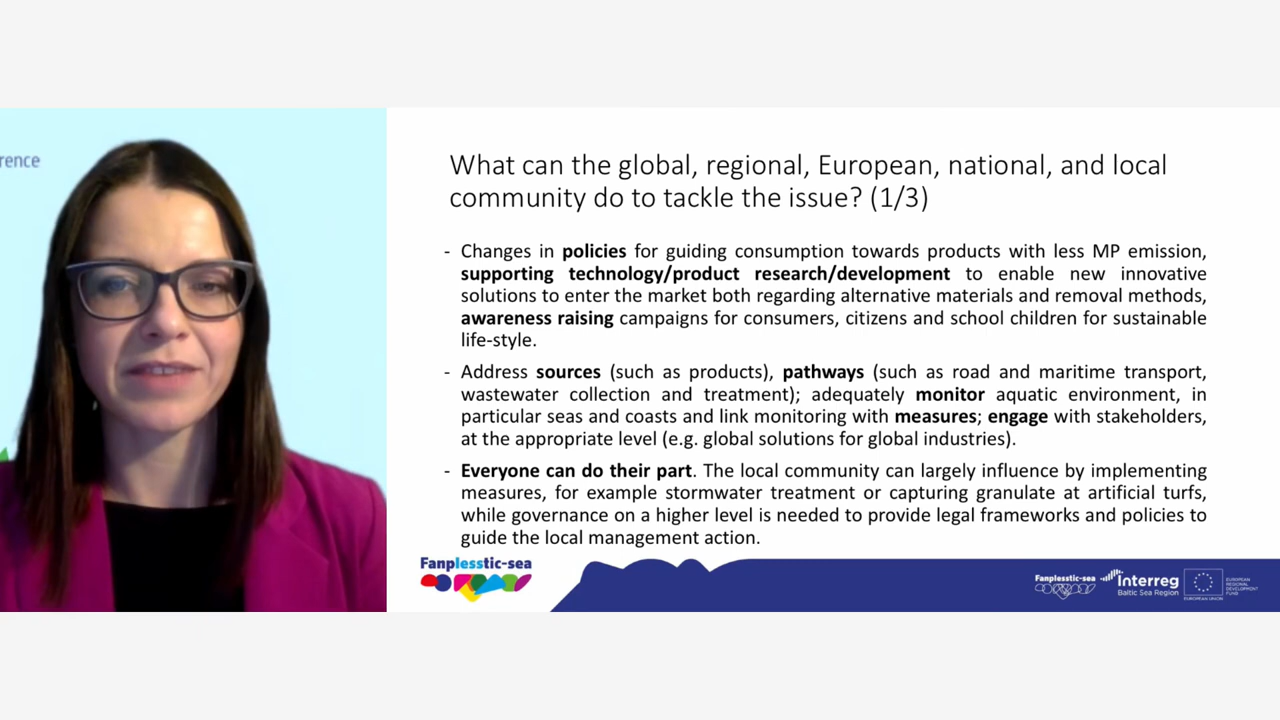 rence
What can the global, regional, European, national, and local
community do to tackle the issue? (1/3)
- Changes in policies for guiding consumption towards products with less MP emission,
supporting technology/product research/development to enable new innovative
solutions to enter the market both regarding alternative materials and removal methods,
awareness raising campaigns for consumers, citizens and school children for sustainable
life-style.
- Address sources (such as products), pathways (such as road and maritime transport,
wastewater collection and treatment); adequately monitor aquatic environment, in
particular seas and coasts and link monitoring with measures; engage with stakeholders,
at the appropriate level (e.g. global solutions for global industries).
- Everyone can do their part. The local community can largely influence by implementing
measures, for example stormwater treatment or capturing granulate at artificial turfs,
while governance on a higher level is needed to provide legal frameworks and policies to
guide the local management action.
Fanplesstic-sea
Fanplesstic-sea
Interreg
Baltic Sea Region
EUROPEAN UNION
EUROPEAN
REGIONAL
DEVELOPMENT
FUND